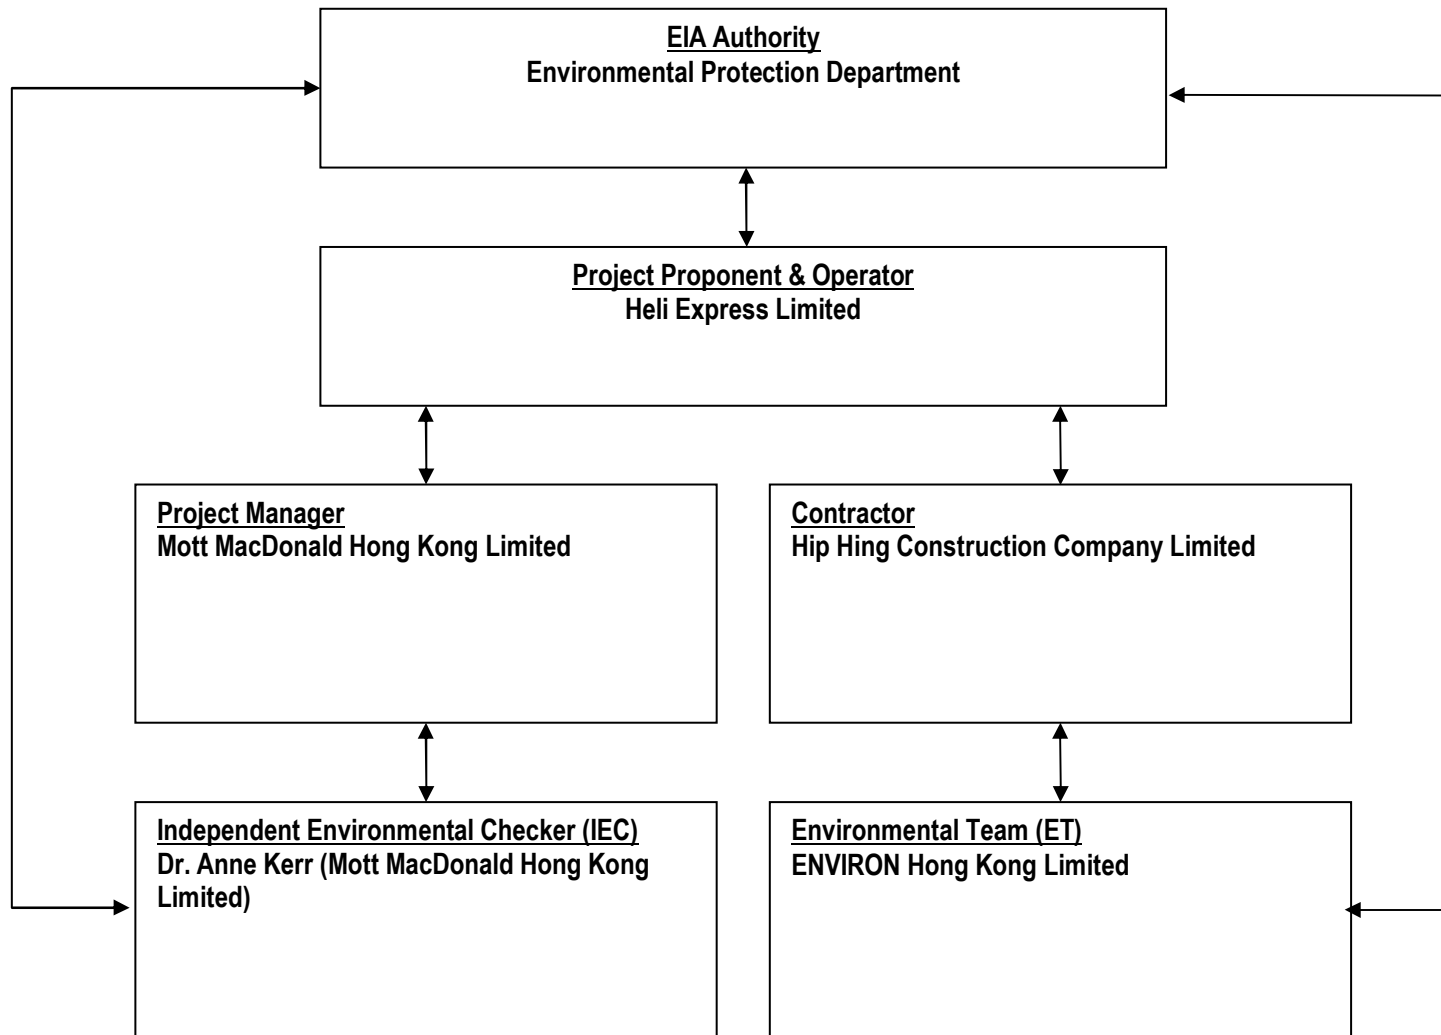 EIA Authority
Environmental Protection Department
Project Proponent & Operator
Heli Express Limited
Project Manager
Mott MacDonald Hong Kong Limited
Contractor
Hip Hing Construction Company Limited
Independent Environmental Checker (IEC)
Dr. Anne Kerr (Mott MacDonald Hong Kong
Limited)
Environmental Team (ET)
ENVIRON Hong Kong Limited